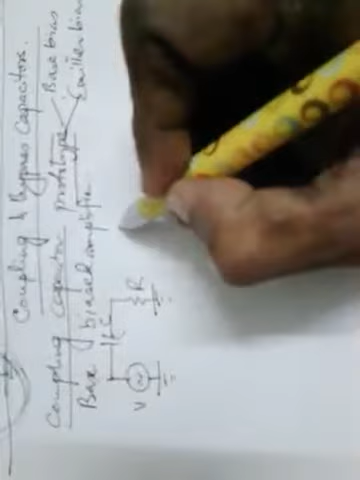 Coupling & Bypass Capacitors.
Coupling capacitor prototype Base bias
Emitter bias
Base biased amplifier
C
R
V